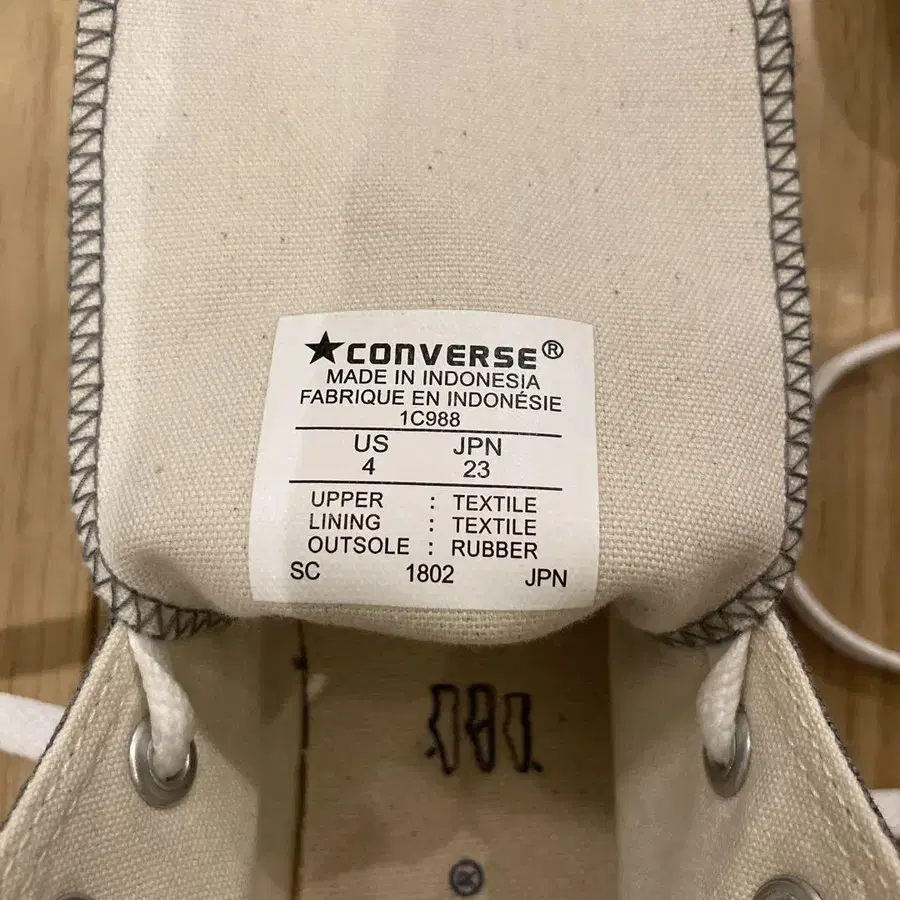 ★CONVERSE®
MADE IN INDONESIA
FABRIQUE EN INDONÉSIE
1C988
US JPN
4 23
UPPER : TEXTILE
LINING : TEXTILE
OUTSOLE : RUBBER
SC 1802 JPN